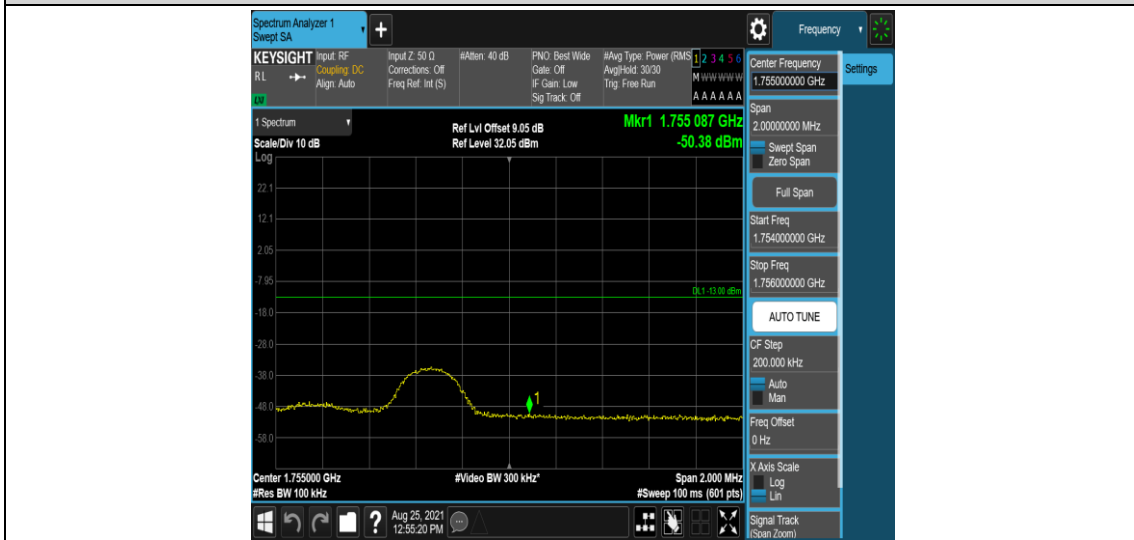 Spectrum Analyzer 1
Swept SA
Frequency
KEYSIGHT
RL
LXI
Input: RF
Coupling: DC
Align: Auto
Input Z: 50 Ω
Corrections: Off
Freq Ref: Int (S)
#Atten: 40 dB
PNO: Best Wide
Gate: Off
IF Gain: Low
Sig Track: Off
#Avg Type: Power (RMS
Avg|Hold: 30/30
Trig: Free Run
1 2 3 4 5 6
M W W W W W
A A A A A A
1 Spectrum
Scale/Div 10 dB
Log
Ref Lvl Offset 9.05 dB
Ref Level 32.05 dBm
Mkr1 1.755 087 GHz
-50.38 dBm
22.1
12.1
2.05
-7.95
DL1 -13.00 dBm
-18.0
-28.0
-38.0
-48.0
1
-58.0
Center 1.755000 GHz
#Res BW 100 kHz
#Video BW 300 kHz*
Span 2.000 MHz
#Sweep 100 ms (601 pts)
?
Aug 25, 2021
12:55:20 PM
Center Frequency
1.755000000 GHz
Settings
Span
2.00000000 MHz
Swept Span
Zero Span
Full Span
Start Freq
1.754000000 GHz
Stop Freq
1.756000000 GHz
AUTO TUNE
CF Step
200.000 kHz
Auto
Man
Freq Offset
0 Hz
X Axis Scale
Log
Lin
Signal Track
(Span Zoom)